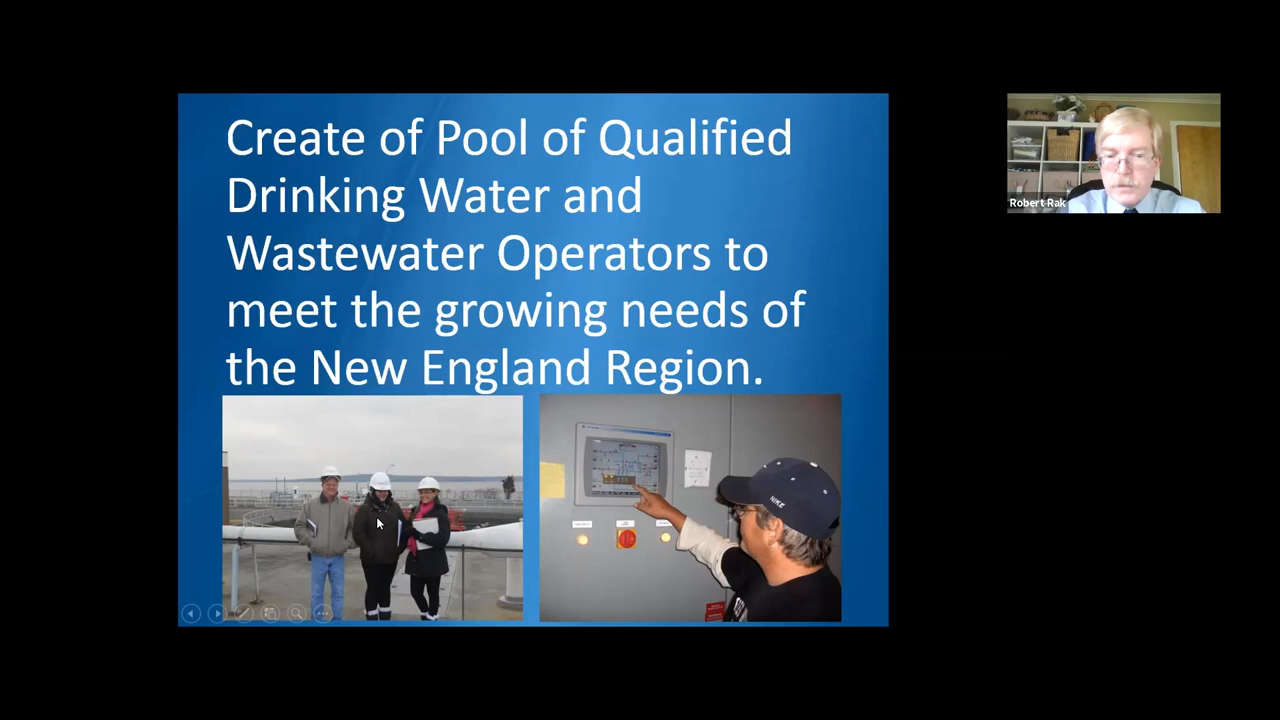 Create of Pool of Qualified
Drinking Water and
Wastewater Operators to
meet the growing needs of
the New England Region.
Robert Rak
NIKE